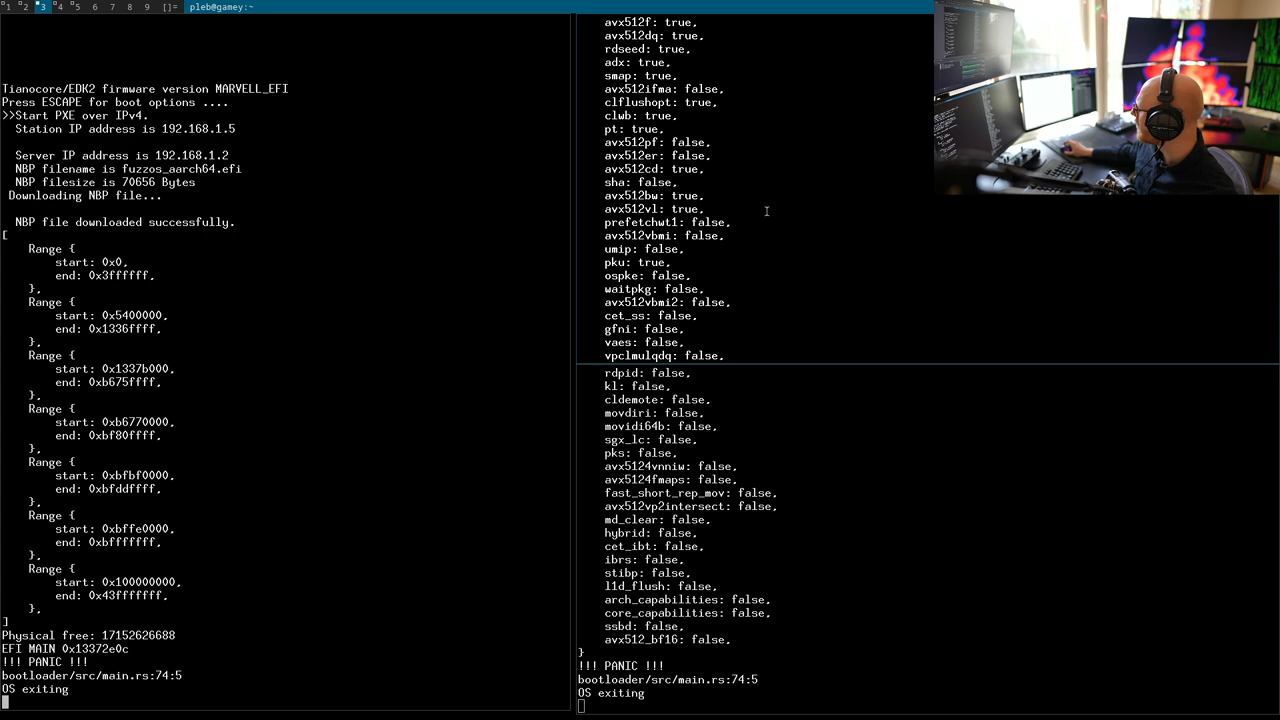 1 2 3 4 5 6 7 8 9 []= pleb@gamey:~
Tianocore/EDK2 firmware version MARVELL_EFI
Press ESCAPE for boot options ....
>>Start PXE over IPv4.
  Station IP address is 192.168.1.5
  Server IP address is 192.168.1.2
  NBP filename is fuzzos_aarch64.efi
  NBP filesize is 70656 Bytes
 Downloading NBP file...
  NBP file downloaded successfully.
[
    Range {
        start: 0x0,
        end: 0x3ffffff,
    },
    Range {
        start: 0x5400000,
        end: 0x1336ffff,
    },
    Range {
        start: 0x1337b000,
        end: 0xb675ffff,
    },
    Range {
        start: 0xb6770000,
        end: 0xbf80ffff,
    },
    Range {
        start: 0xbfbf0000,
        end: 0xbfddffff,
    },
    Range {
        start: 0xbffe0000,
        end: 0xbfffffff,
    },
    Range {
        start: 0x100000000,
        end: 0x43fffffff,
    },
]
Physical free: 17152626688
EFI MAIN 0x13372e0c
!!! PANIC !!!
bootloader/src/main.rs:74:5
OS exiting
    avx512f: true,
    avx512dq: true,
    rdseed: true,
    adx: true,
    smap: true,
    avx512ifma: false,
    clflushopt: true,
    clwb: true,
    pt: true,
    avx512pf: false,
    avx512er: false,
    avx512cd: true,
    sha: false,
    avx512bw: true,
    avx512vl: true,
    prefetchwt1: false,
    avx512vbmi: false,
    umip: false,
    pku: true,
    ospke: false,
    waitpkg: false,
    avx512vbmi2: false,
    cet_ss: false,
    gfni: false,
    vaes: false,
    vpclmulqdq: false,
    rdpid: false,
    kl: false,
    cldemote: false,
    movdiri: false,
    movidi64b: false,
    sgx_lc: false,
    pks: false,
    avx5124vnniw: false,
    avx5124fmaps: false,
    fast_short_rep_mov: false,
    avx512vp2intersect: false,
    md_clear: false,
    hybrid: false,
    cet_ibt: false,
    ibrs: false,
    stibp: false,
    l1d_flush: false,
    arch_capabilities: false,
    core_capabilities: false,
    ssbd: false,
    avx512_bf16: false,
}
!!! PANIC !!!
bootloader/src/main.rs:74:5
OS exiting